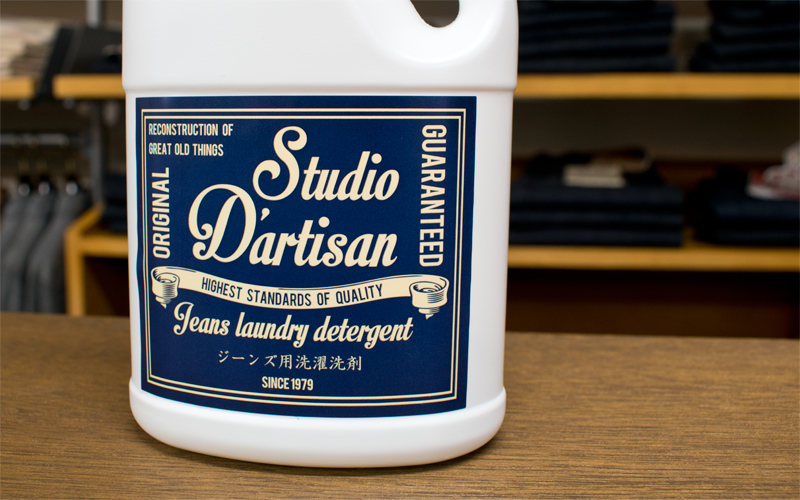 RECONSTRUCTION OF
GREAT OLD THINGS
ORIGINAL
Studio
D'artisan
GUARANTEED
HIGHEST STANDARDS OF QUALITY
Jeans laundry detergent
ジーンズ用洗濯洗剤
SINCE 1979